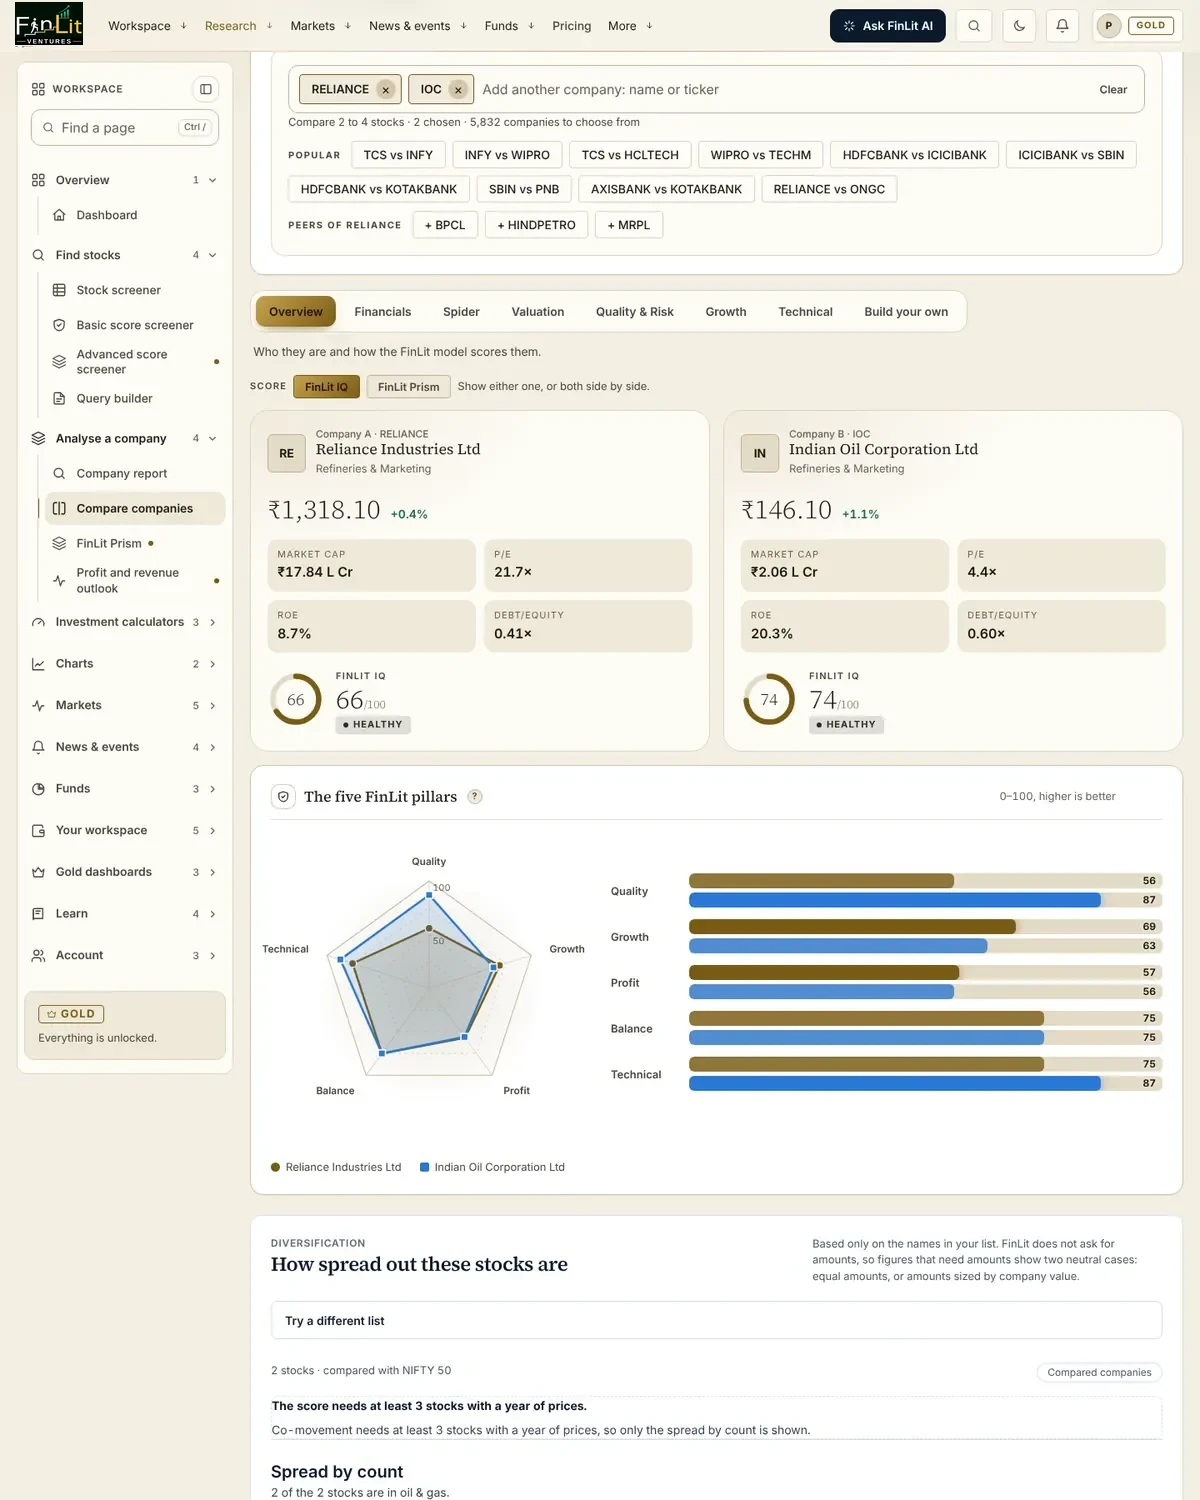 FinLit
VENTURES
Workspace
Research
Markets
News & events
Funds
Pricing
More
Ask FinLit AI
P
GOLD
WORKSPACE
Find a page
Ctrl /
Overview 1
Dashboard
Find stocks 4
Stock screener
Basic score screener
Advanced score
screener
Query builder
Analyse a company 4
Company report
Compare companies
FinLit Prism
Profit and revenue
outlook
Investment calculators 3
Charts 2
Markets 5
News & events 4
Funds 3
Your workspace 5
Gold dashboards 3
Learn 4
Account 3
GOLD
Everything is unlocked.
RELIANCE ×
IOC ×
Add another company: name or ticker
Clear
Compare 2 to 4 stocks · 2 chosen · 5,832 companies to choose from
POPULAR
TCS vs INFY
INFY vs WIPRO
TCS vs HCLTECH
WIPRO vs TECHM
HDFCBANK vs ICICIBANK
ICICIBANK vs SBIN
HDFCBANK vs KOTAKBANK
SBIN vs PNB
AXISBANK vs KOTAKBANK
RELIANCE vs ONGC
PEERS OF RELIANCE
+ BPCL
+ HINDPETRO
+ MRPL
Overview
Financials
Spider
Valuation
Quality & Risk
Growth
Technical
Build your own
Who they are and how the FinLit model scores them.
SCORE
FinLit IQ
FinLit Prism
Show either one, or both side by side.
RE
Company A · RELIANCE
Reliance Industries Ltd
Refineries & Marketing
₹1,318.10 +0.4%
MARKET CAP
₹17.84 L Cr
P/E
21.7×
ROE
8.7%
DEBT/EQUITY
0.41×
66
FINLIT IQ
66/100
HEALTHY
IN
Company B · IOC
Indian Oil Corporation Ltd
Refineries & Marketing
₹146.10 +1.1%
MARKET CAP
₹2.06 L Cr
P/E
4.4×
ROE
20.3%
DEBT/EQUITY
0.60×
74
FINLIT IQ
74/100
HEALTHY
The five FinLit pillars ?
0–100, higher is better
Quality
100
50
Technical
Growth
Balance
Profit
Quality
56
87
Growth
69
63
Profit
57
56
Balance
75
75
Technical
75
87
Reliance Industries Ltd
Indian Oil Corporation Ltd
DIVERSIFICATION
How spread out these stocks are
Based only on the names in your list. FinLit does not ask for
amounts, so figures that need amounts show two neutral cases:
equal amounts, or amounts sized by company value.
Try a different list
2 stocks · compared with NIFTY 50
Compared companies
The score needs at least 3 stocks with a year of prices.
Co-movement needs at least 3 stocks with a year of prices, so only the spread by count is shown.
Spread by count
2 of the 2 stocks are in oil & gas.